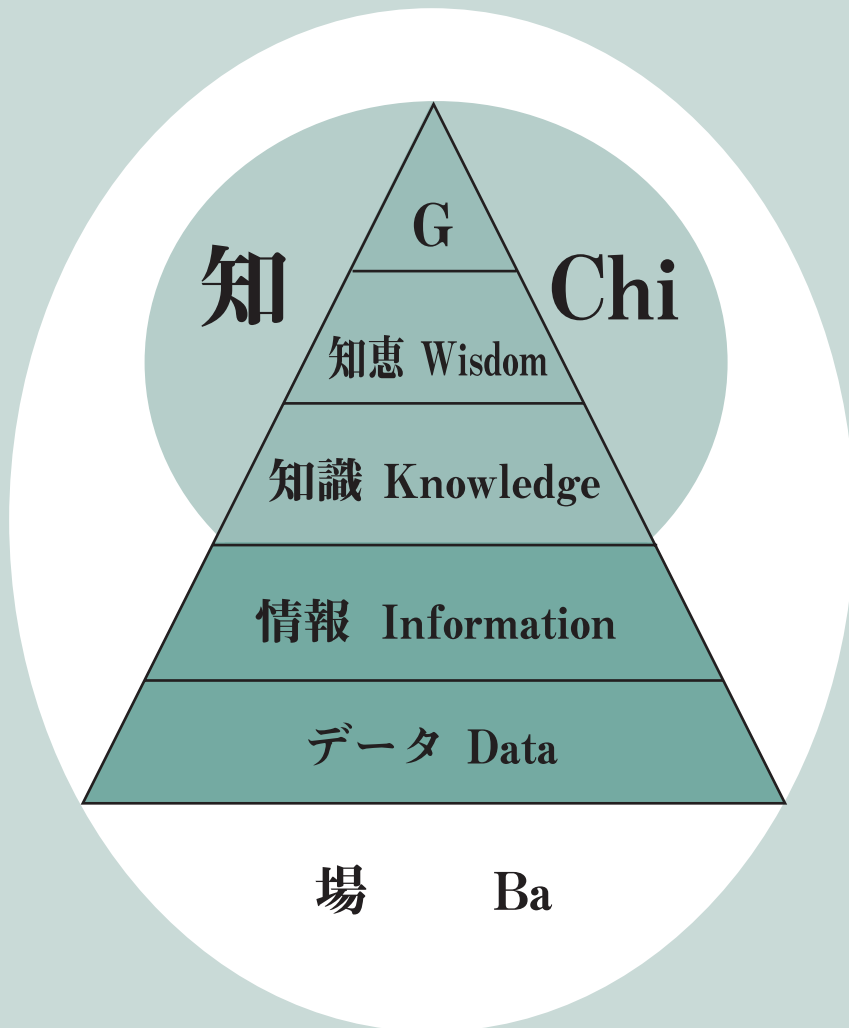 G
知 Chi
知恵 Wisdom
知識 Knowledge
情報 Information
データ Data
場 Ba